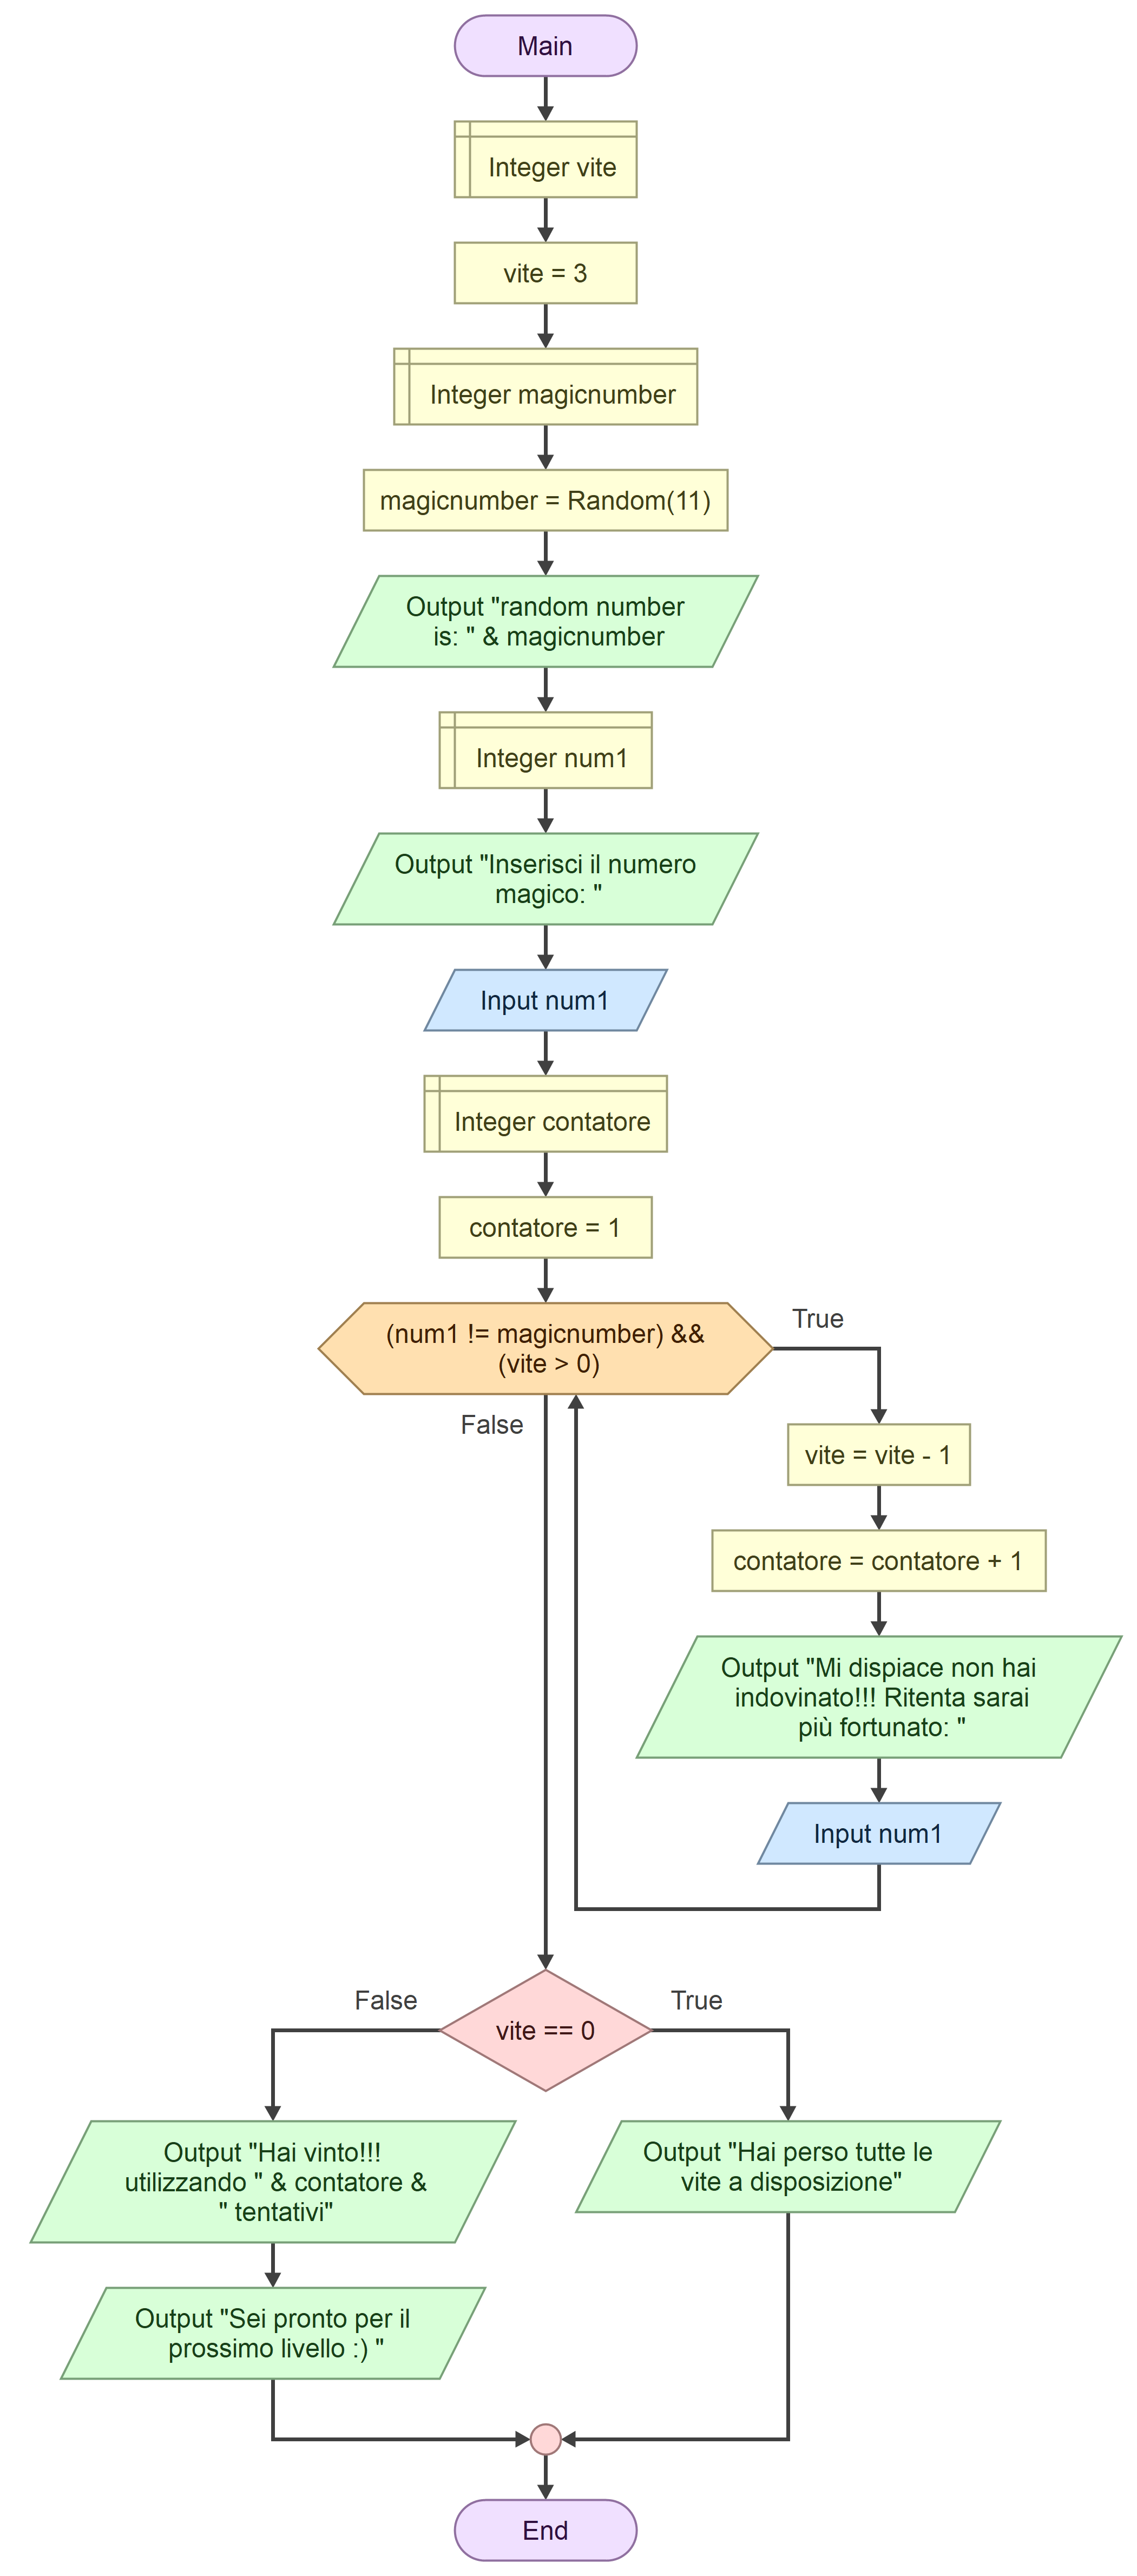 Main
Integer vite
vite = 3
Integer magicnumber
magicnumber = Random(11)
Output "random number
is: " & magicnumber
Integer num1
Output "Inserisci il numero
magico: "
Input num1
Integer contatore
contatore = 1
(num1 != magicnumber) &&
(vite > 0)
True
False
vite = vite - 1
contatore = contatore + 1
Output "Mi dispiace non hai
indovinato!!! Ritenta sarai
più fortunato: "
Input num1
vite == 0
False
True
Output "Hai vinto!!!
utilizzando " & contatore &
" tentativi"
Output "Sei pronto per il
prossimo livello :) "
Output "Hai perso tutte le
vite a disposizione"
End